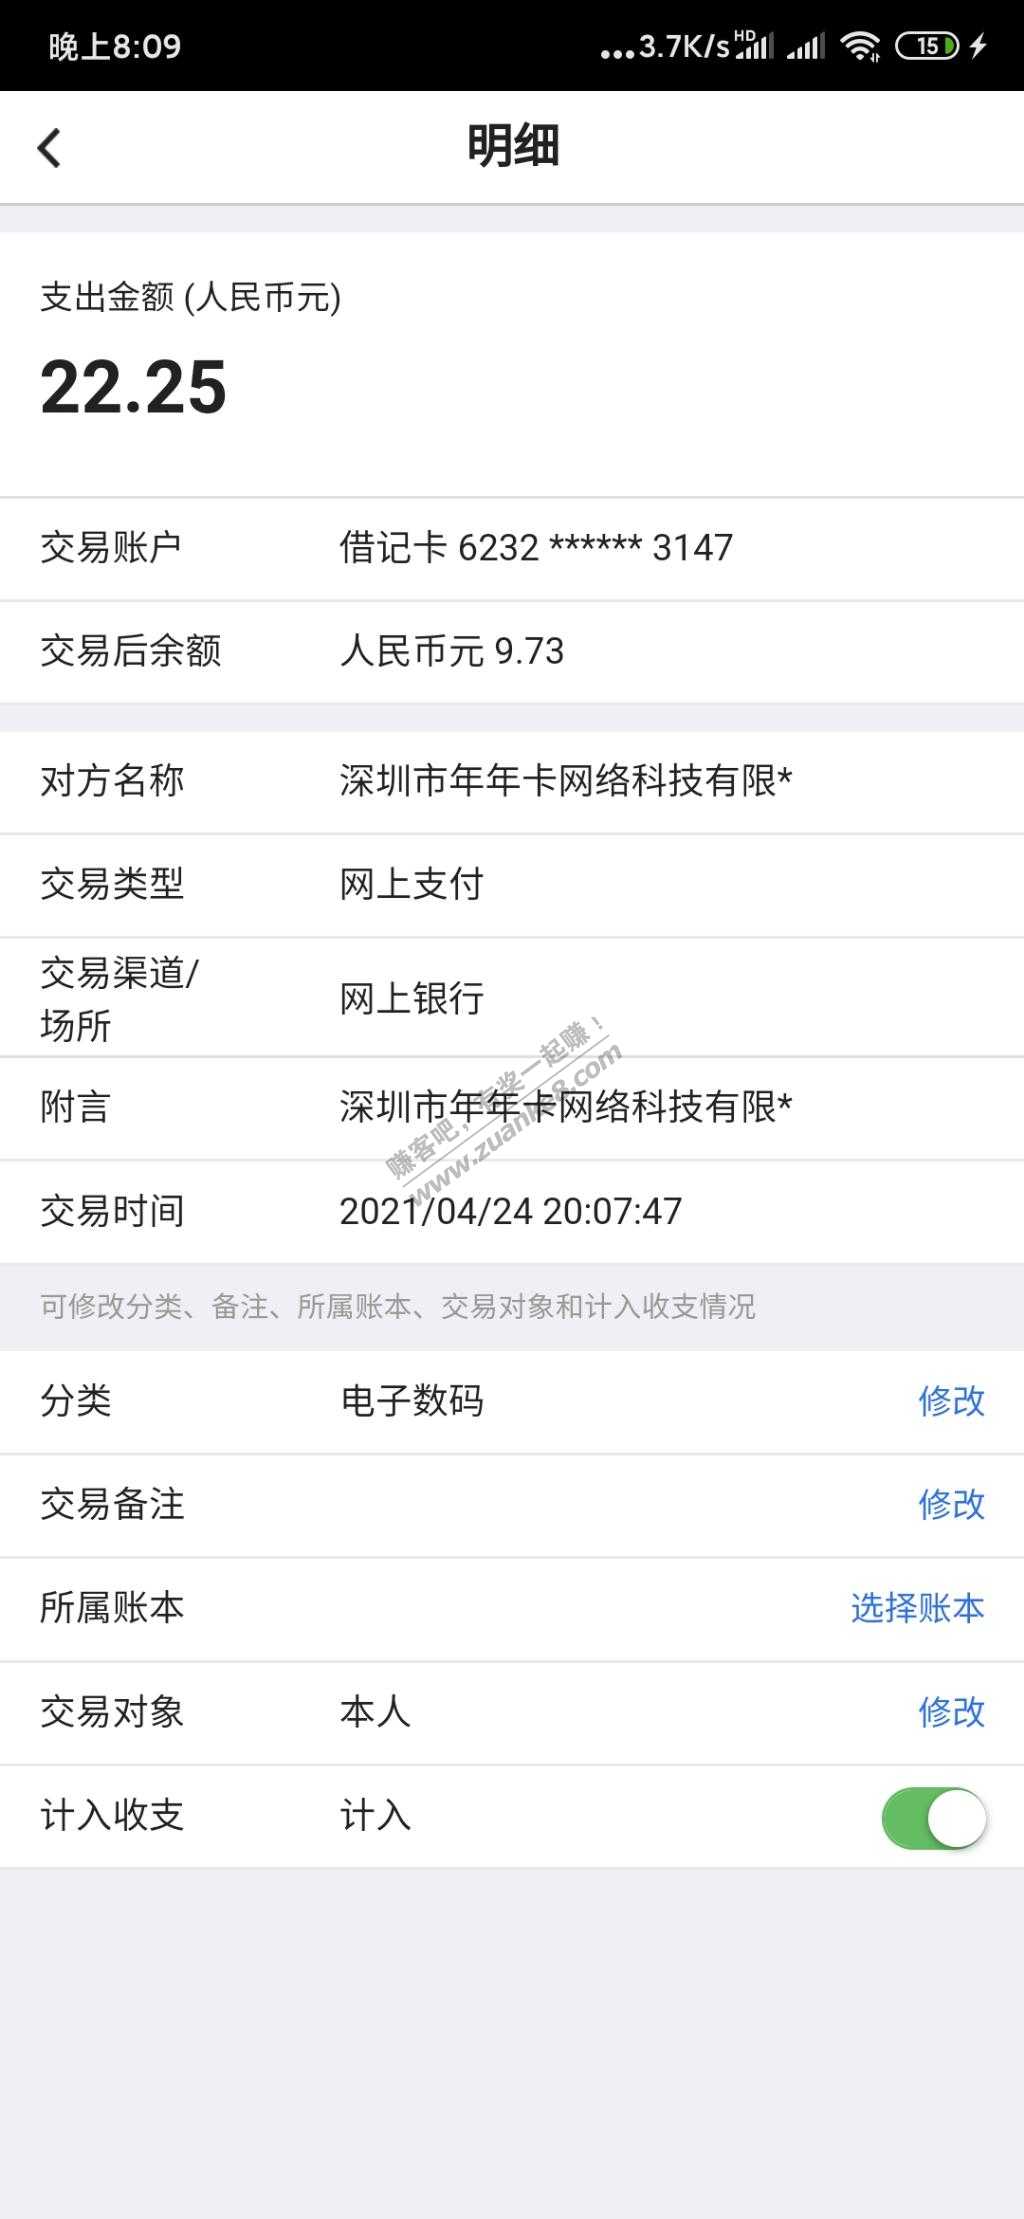 晚上8:09
...3.7K/s HD 15
明细
支出金额 (人民币元)
22.25
交易账户 借记卡 6232 ****** 3147
交易后余额 人民币元 9.73
对方名称 深圳市年年卡网络科技有限*
交易类型 网上支付
交易渠道/
场所 网上银行
附言 深圳市年年卡网络科技有限*
赚客吧，有奖一起赚！
www.zuanke8.com
交易时间 2021/04/24 20:07:47
可修改分类、备注、所属账本、交易对象和计入收支情况
分类 电子数码 修改
交易备注 修改
所属账本 选择账本
交易对象 本人 修改
计入收支 计入